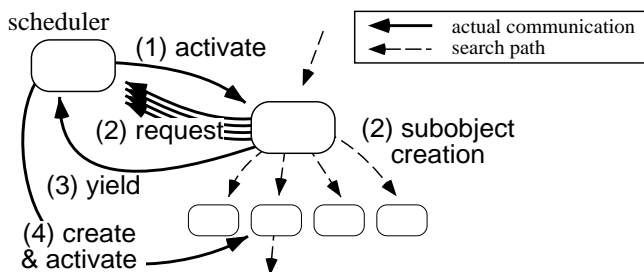 scheduler
actual communication
search path
(1) activate
(2) request
(2) subobject
creation
(3) yield
(4) create
& activate